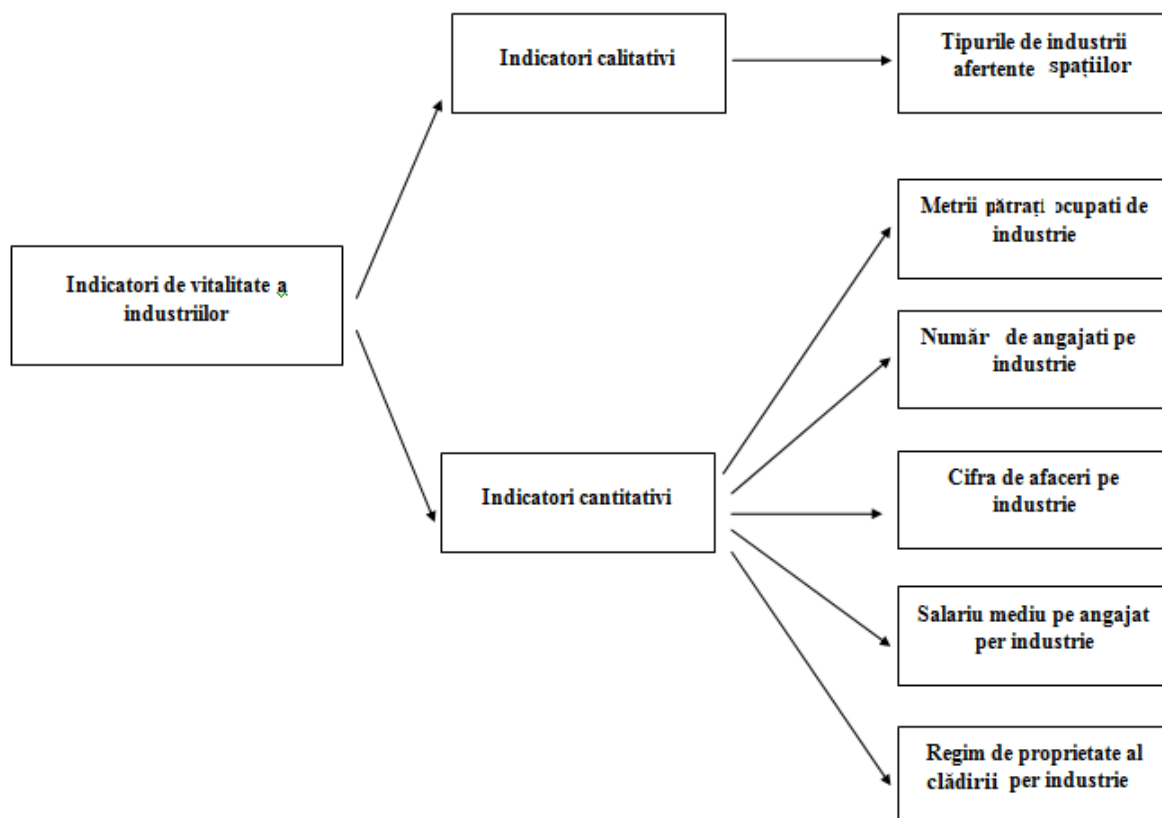 Indicatori calitativi
Tipurile de industrii
afertente spațiilor
Metrii pătrați ocupati de
industrie
Indicatori de vitalitate a
industriilor
Număr de angajati pe
industrie
Indicatori cantitativi
Cifra de afaceri pe
industrie
Salariu mediu pe angajat
per industrie
Regim de proprietate al
clădirii per industrie